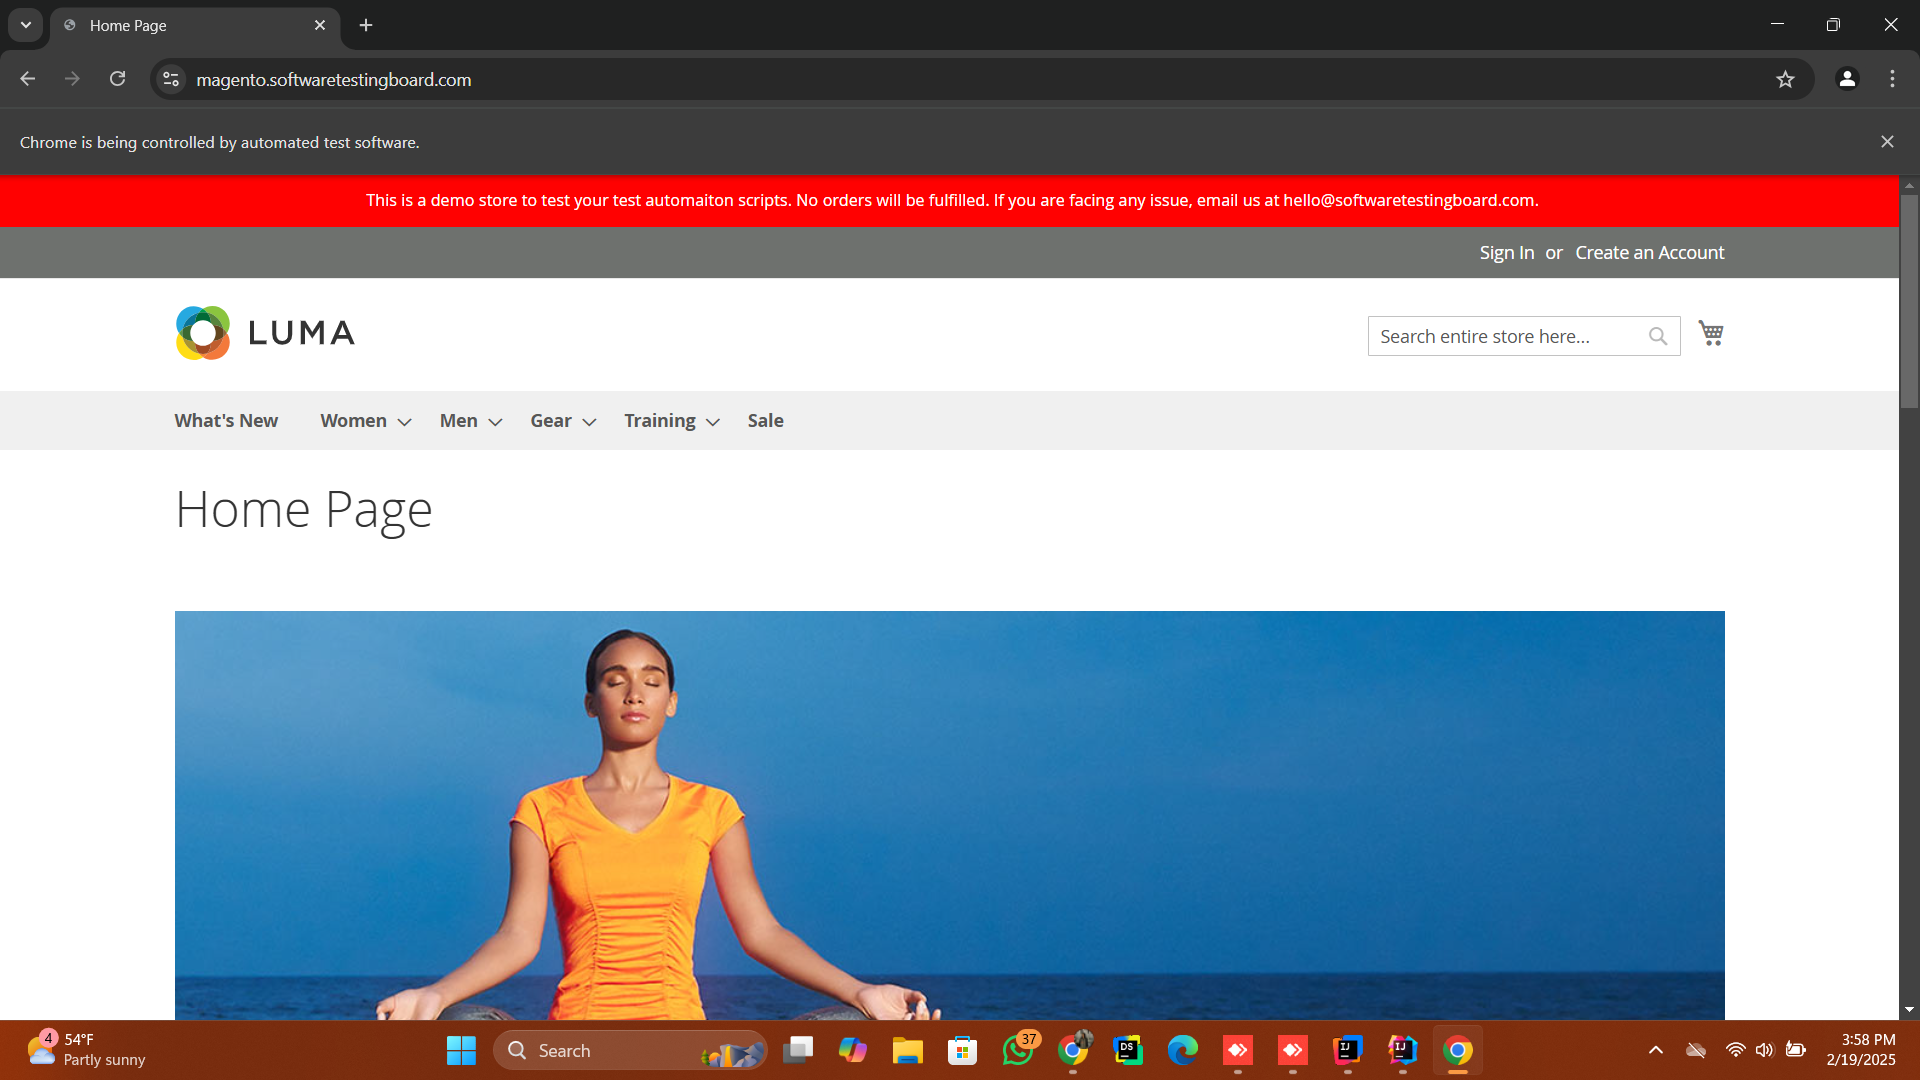 Home Page
magento.softwaretestingboard.com
Chrome is being controlled by automated test software.
This is a demo store to test your test automaiton scripts. No orders will be fulfilled. If you are facing any issue, email us at hello@softwaretestingboard.com.
Sign In or Create an Account
LUMA
Search entire store here...
What's New Women Men Gear Training Sale
Home Page
4
54°F
Partly sunny
Search
37
DS
IJ
IJ
3:58 PM
2/19/2025